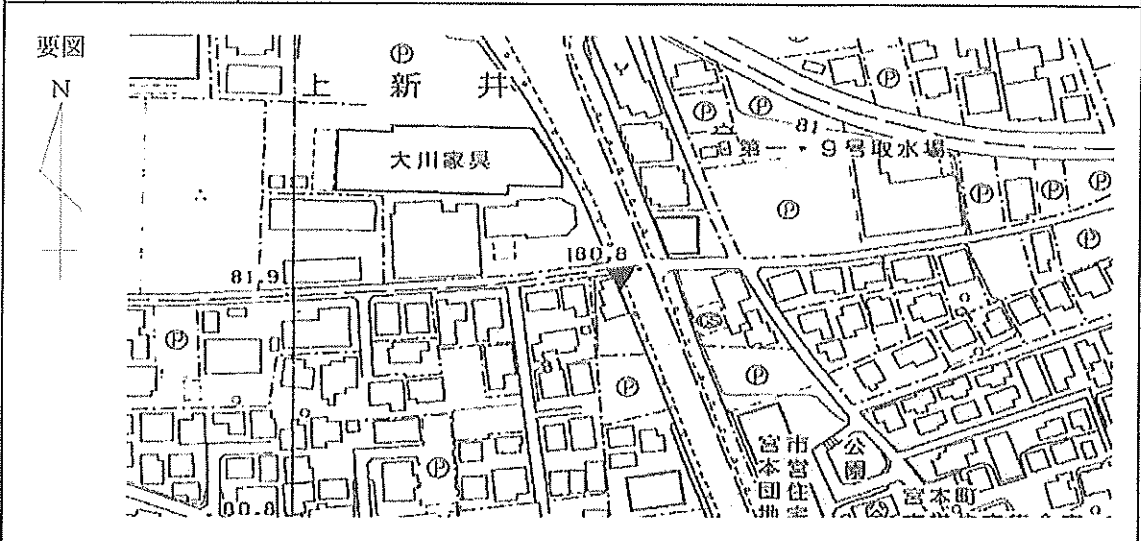 要図
N
上新井
大川家具
81
第一・9号取水場
180.8
81.9
市営住宅
宮本団地
公園
宮本町